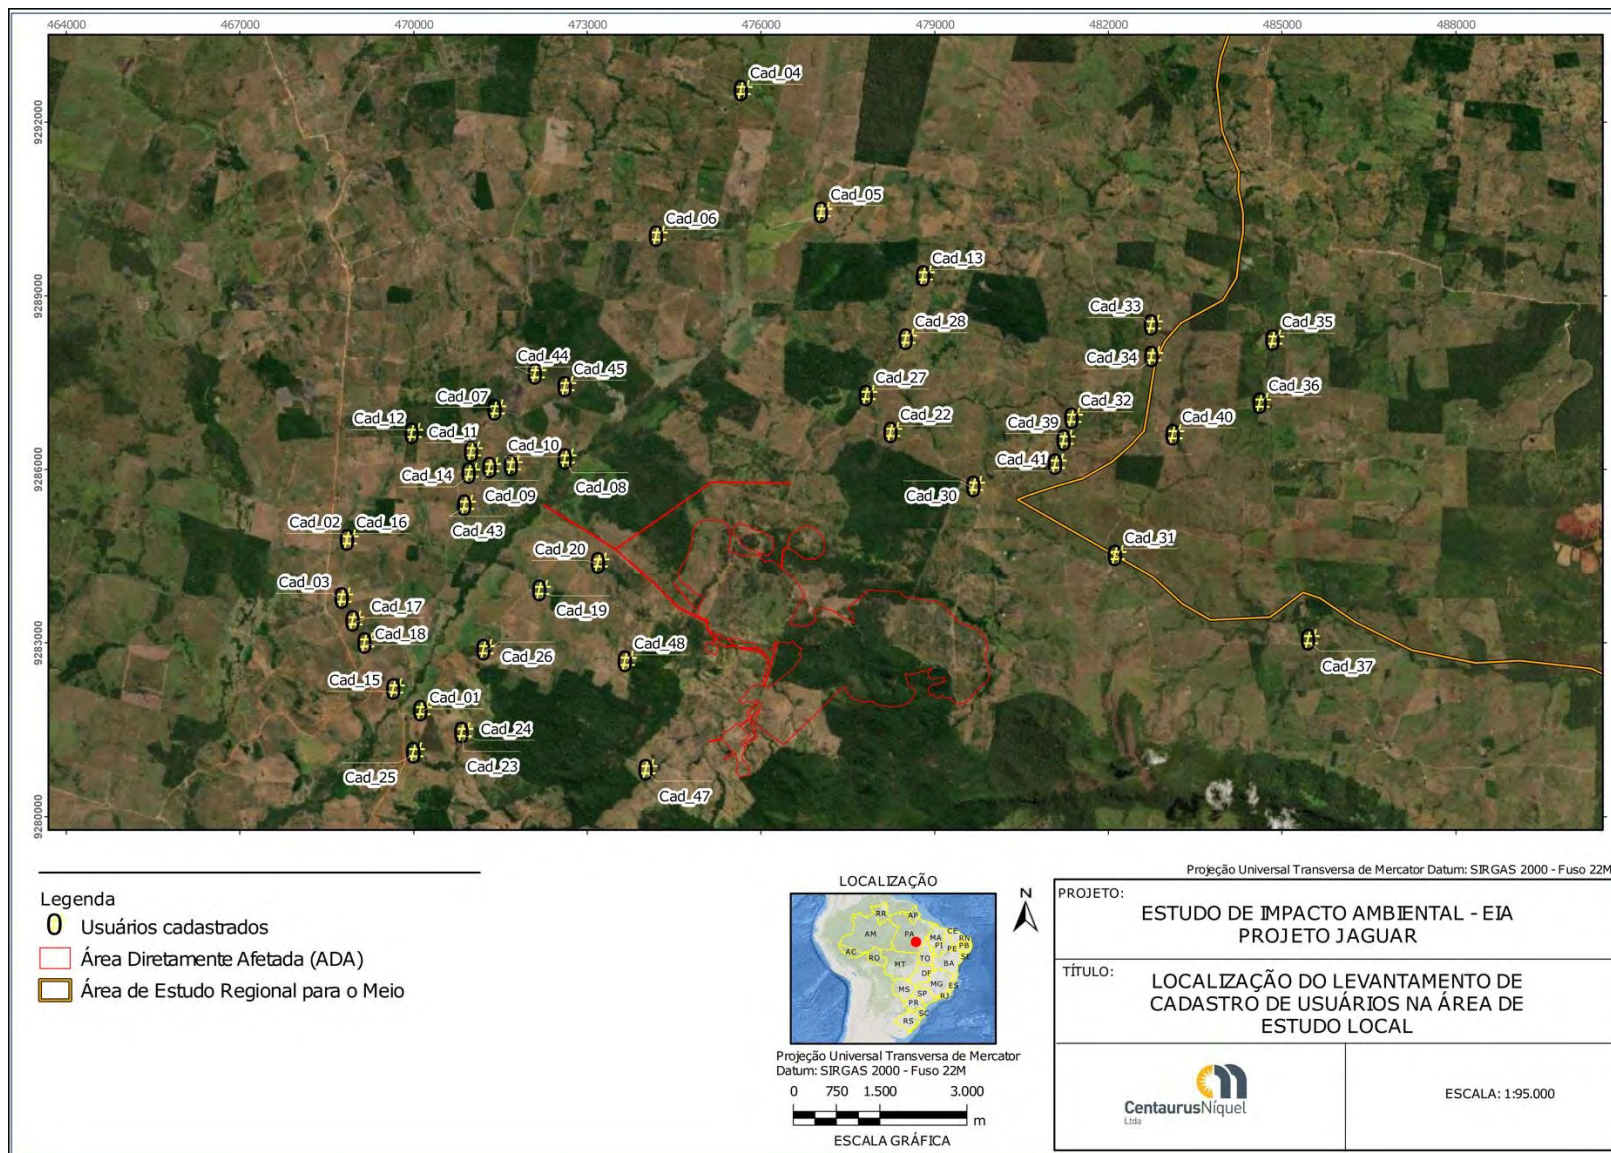 464000 467000 470000 473000 476000 479000 482000 485000 488000
9292000
9289000
9286000
9283000
9280000
Cad_04
Cad_05
Cad_06
Cad_13
Cad_33
Cad_28
Cad_35
Cad_44
Cad_34
Cad_45
Cad_27
Cad_36
Cad_07
Cad_32
Cad_12
Cad_22
Cad_39
Cad_40
Cad_11
Cad_10
Cad_41
Cad_14
Cad_08
Cad_30
Cad_09
Cad_02
Cad_16
Cad_43
Cad_31
Cad_20
Cad_03
Cad_17
Cad_19
Cad_18
Cad_48
Cad_26
Cad_37
Cad_15
Cad_01
Cad_24
Cad_25
Cad_23
Cad_47
Legenda
Usuários cadastrados
Área Diretamente Afetada (ADA)
Área de Estudo Regional para o Meio
LOCALIZAÇÃO
N
RR
AP
AM
PA
MA
CE
RN
PI
PB
PE
AC
RO
TO
SE
MT
BA
DF
MG
ES
MS
SP
RJ
PR
SC
RS
Projeção Universal Transversa de Mercator
Datum: SIRGAS 2000 - Fuso 22M
0 750 1.500 3.000
m
ESCALA GRÁFICA
Projeção Universal Transversa de Mercator Datum: SIRGAS 2000 - Fuso 22M
PROJETO:
ESTUDO DE IMPACTO AMBIENTAL - EIA
PROJETO JAGUAR
TÍTULO:
LOCALIZAÇÃO DO LEVANTAMENTO DE
CADASTRO DE USUÁRIOS NA ÁREA DE
ESTUDO LOCAL
CentaurusNíquel
Ltda
ESCALA: 1:95.000